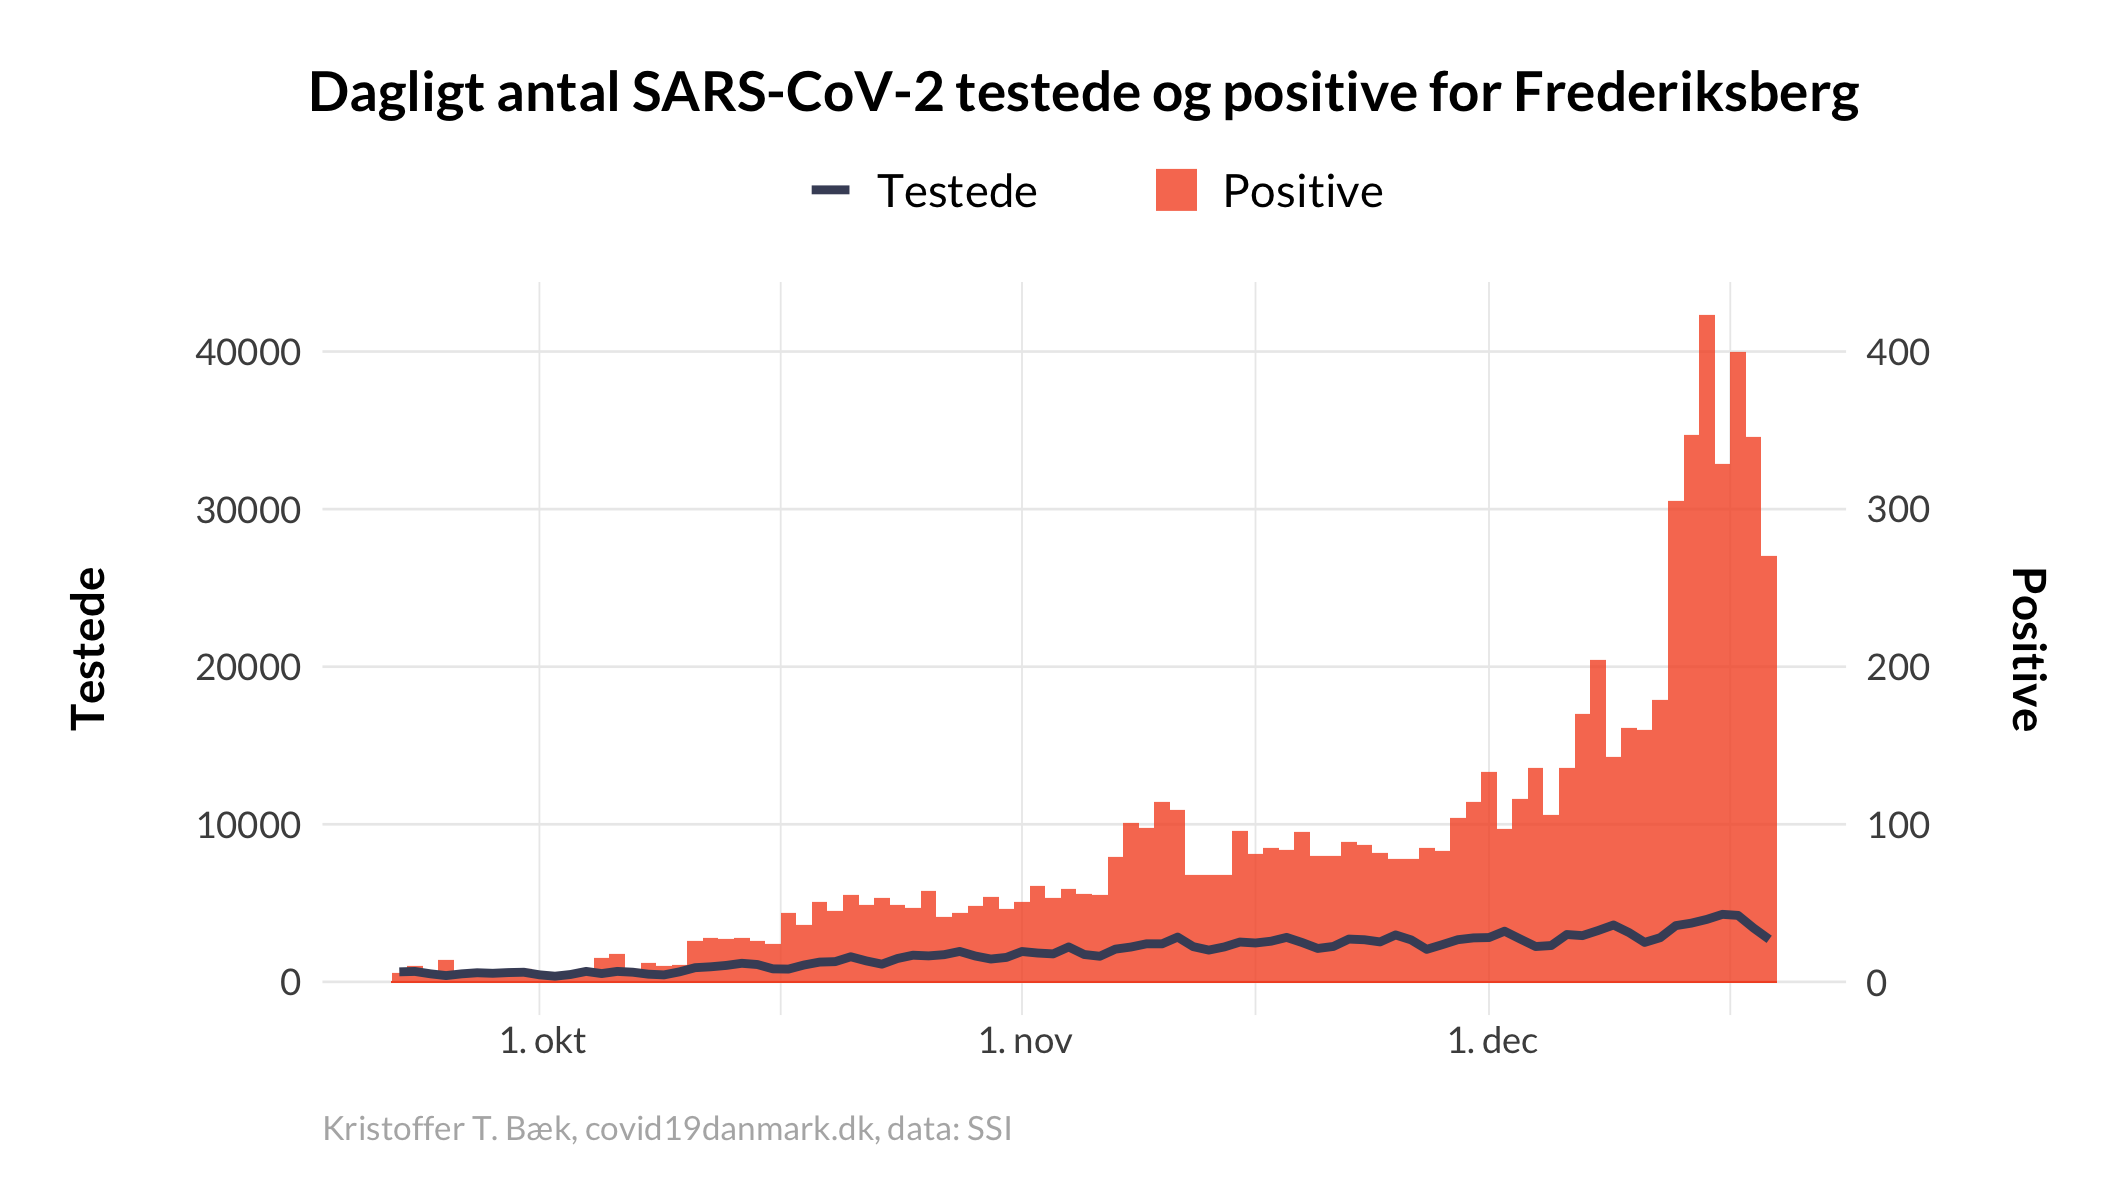 Dagligt antal SARS-CoV-2 testede og positive for Frederiksberg
Testede
Positive
40000
30000
20000
10000
0
Testede
400
300
200
100
0
Positive
1. okt
1. nov
1. dec
Kristoffer T. Bæk, covid19danmark.dk, data: SSI